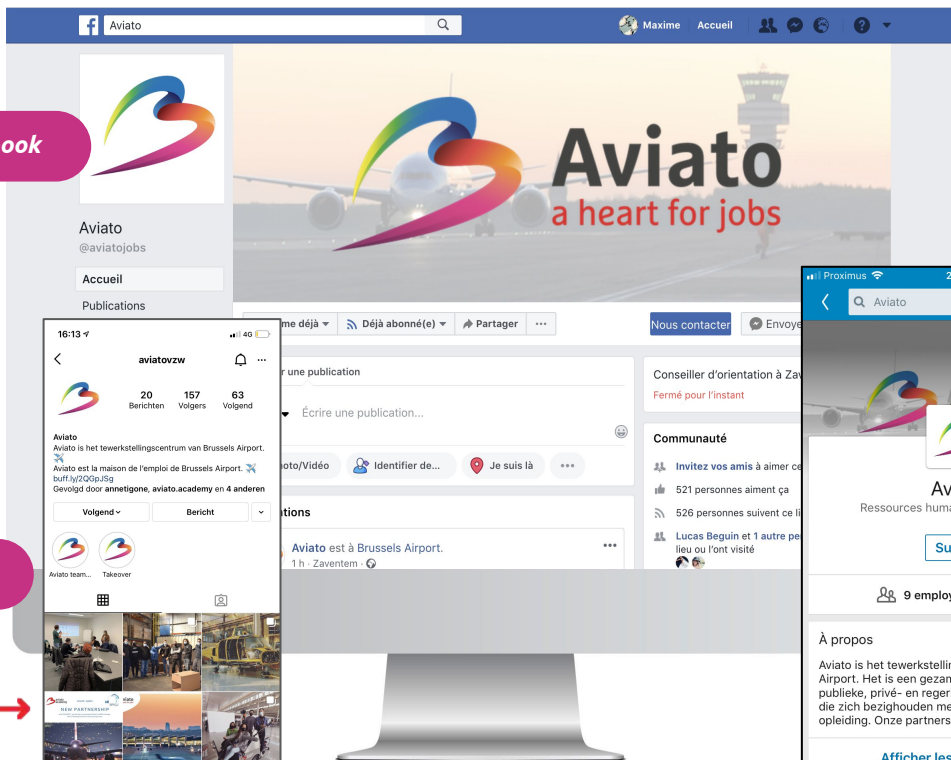 Aviato
Maxime
Accueil
ook
Aviato
a heart for jobs
Aviato
@aviatojobs
Accueil
Publications
me déjà
Déjà abonné(e)
Partager
Nous contacter
Envoye
r une publication
Écrire une publication...
oto/Vidéo
Identifier de...
Je suis là
tions
Aviato est à Brussels Airport.
1 h · Zaventem ·
Conseiller d'orientation à Zav
Fermé pour l'instant
Communauté
Invitez vos amis à aimer ce
521 personnes aiment ça
526 personnes suivent ce li
Lucas Beguin et 1 autre pe
lieu ou l'ont visité
16:13
4G
aviatovzw
20
157
63
Berichten
Volgers
Volgend
Aviato
Aviato is het tewerkstellingscentrum van Brussels Airport.
Aviato est la maison de l'emploi de Brussels Airport.
buff.ly/2QGpJSg
Gevolgd door annetigone, aviato.academy en 4 anderen
Volgend
Bericht
Aviato team...
Takeover
NEW PARTNERSHIP
Proximus
2
Aviato
Av
Ressources huma
Su
9 employ
À propos
Aviato is het tewerkstellin
Airport. Het is een gezam
publieke, privé- en reger
die zich bezighouden me
opleiding. Onze partners
Afficher les